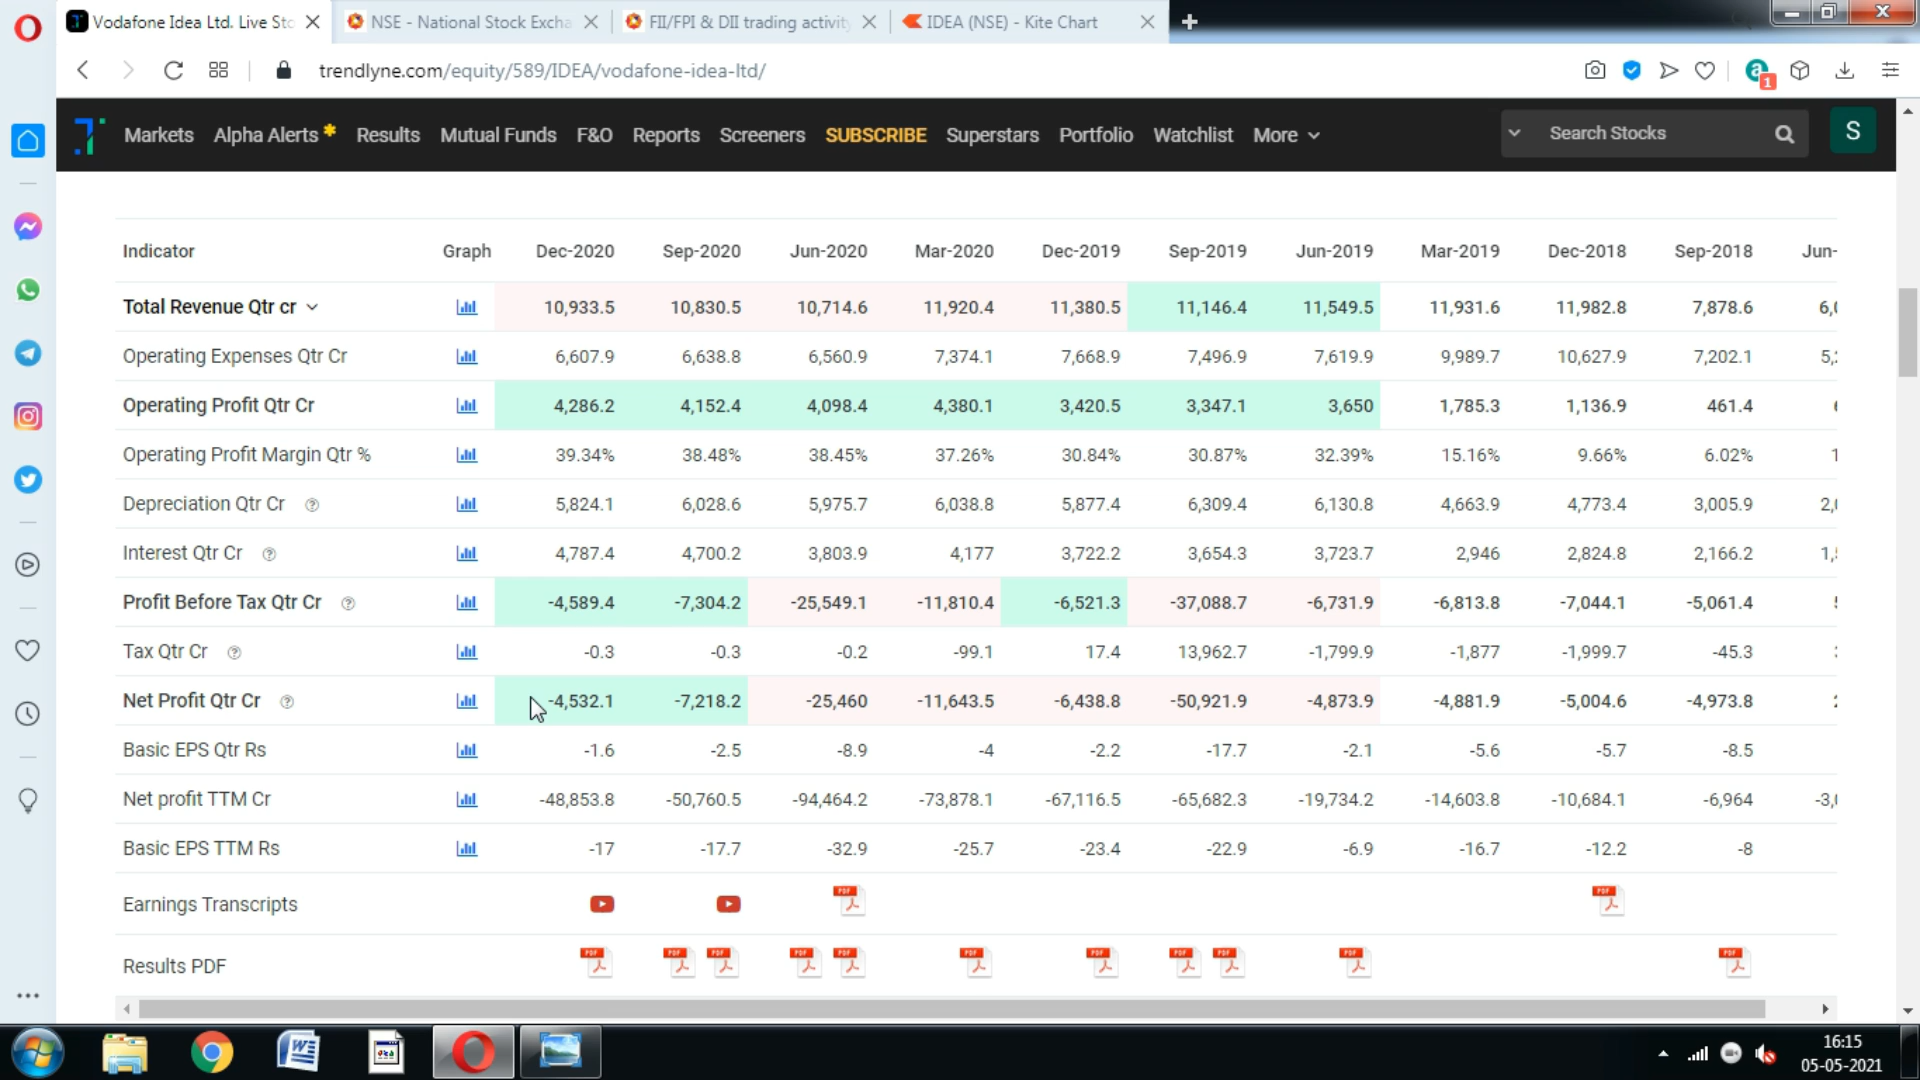 Vodafone Idea Ltd. Live Sto
NSE - National Stock Excha
FII/FPI & DII trading activity
IDEA (NSE) - Kite Chart
trendlyne.com/equity/589/IDEA/vodafone-idea-ltd/
1
Markets Alpha Alerts Results Mutual Funds F&O Reports Screeners SUBSCRIBE Superstars Portfolio Watchlist More Search Stocks S
Indicator Graph Dec-2020 Sep-2020 Jun-2020 Mar-2020 Dec-2019 Sep-2019 Jun-2019 Mar-2019 Dec-2018 Sep-2018 Jun-
Total Revenue Qtr cr 10,933.5 10,830.5 10,714.6 11,920.4 11,380.5 11,146.4 11,549.5 11,931.6 11,982.8 7,878.6
Operating Expenses Qtr Cr 6,607.9 6,638.8 6,560.9 7,374.1 7,668.9 7,496.9 7,619.9 9,989.7 10,627.9 7,202.1
Operating Profit Qtr Cr 4,286.2 4,152.4 4,098.4 4,380.1 3,420.5 3,347.1 3,650 1,785.3 1,136.9 461.4
Operating Profit Margin Qtr % 39.34% 38.48% 38.45% 37.26% 30.84% 30.87% 32.39% 15.16% 9.66% 6.02%
Depreciation Qtr Cr ? 5,824.1 6,028.6 5,975.7 6,038.8 5,877.4 6,309.4 6,130.8 4,663.9 4,773.4 3,005.9
Interest Qtr Cr ? 4,787.4 4,700.2 3,803.9 4,177 3,722.2 3,654.3 3,723.7 2,946 2,824.8 2,166.2
Profit Before Tax Qtr Cr ? -4,589.4 -7,304.2 -25,549.1 -11,810.4 -6,521.3 -37,088.7 -6,731.9 -6,813.8 -7,044.1 -5,061.4
Tax Qtr Cr ? -0.3 -0.3 -0.2 -99.1 17.4 13,962.7 -1,799.9 -1,877 -1,999.7 -45.3
Net Profit Qtr Cr ? -4,532.1 -7,218.2 -25,460 -11,643.5 -6,438.8 -50,921.9 -4,873.9 -4,881.9 -5,004.6 -4,973.8
Basic EPS Qtr Rs -1.6 -2.5 -8.9 -4 -2.2 -17.7 -2.1 -5.6 -5.7 -8.5
Net profit TTM Cr -48,853.8 -50,760.5 -94,464.2 -73,878.1 -67,116.5 -65,682.3 -19,734.2 -14,603.8 -10,684.1 -6,964
Basic EPS TTM Rs -17 -17.7 -32.9 -25.7 -23.4 -22.9 -6.9 -16.7 -12.2 -8
Earnings Transcripts PDF PDF
Results PDF PDF PDF PDF PDF PDF PDF PDF PDF PDF PDF PDF
16:15
05-05-2021